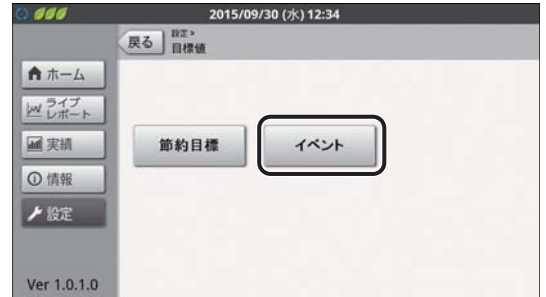 2015/09/30 (水) 12:34
戻る
設定>
目標値
ホーム
ライブ
レポート
実績
情報
設定
節約目標
イベント
Ver 1.0.1.0